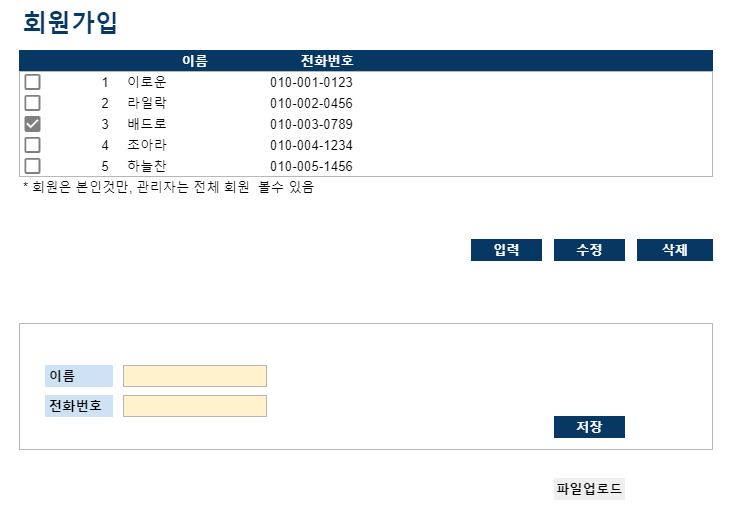 회원가입
이름 전화번호
1 이로운 010-001-0123
2 라일락 010-002-0456
3 배드로 010-003-0789
4 조아라 010-004-1234
5 하늘찬 010-005-1456
* 회원은 본인것만, 관리자는 전체 회원  볼수 있음
입력 수정 삭제
이름
전화번호
저장
파일업로드